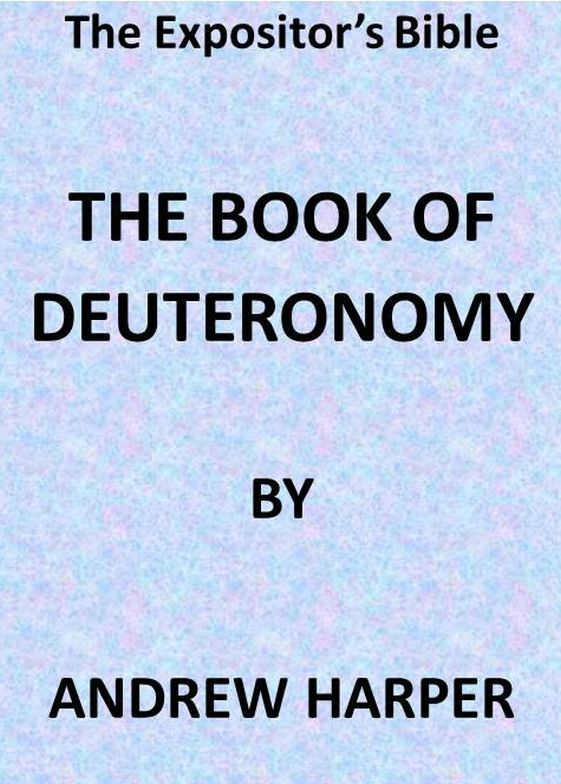 The Expositor’s Bible
THE BOOK OF
DEUTERONOMY
BY
ANDREW HARPER